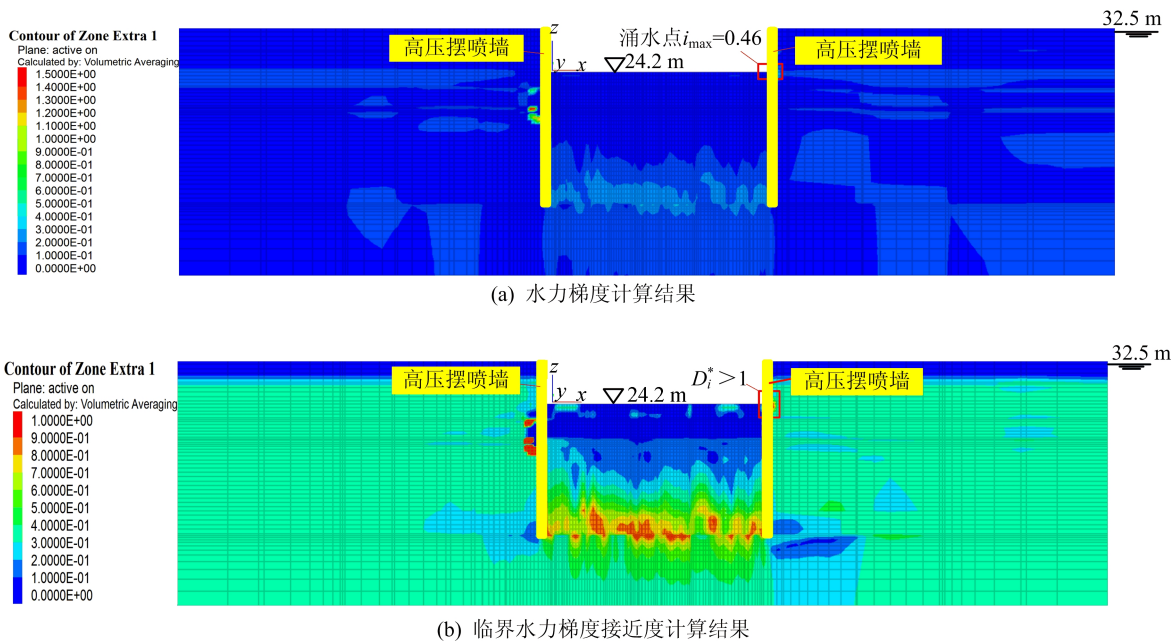 Contour of Zone Extra 1
Plane: active on
Calculated by: Volumetric Averaging
1.5000E+00
1.4000E+00
1.3000E+00
1.2000E+00
1.1000E+00
1.0000E+00
9.0000E-01
8.0000E-01
7.0000E-01
6.0000E-01
5.0000E-01
4.0000E-01
3.0000E-01
2.0000E-01
1.0000E-01
0.0000E+00
高压摆喷墙
z
y x
24.2 m
涌水点imax=0.46
高压摆喷墙
32.5 m
(a) 水力梯度计算结果
Contour of Zone Extra 1
Plane: active on
Calculated by: Volumetric Averaging
1.0000E+00
9.0000E-01
8.0000E-01
7.0000E-01
6.0000E-01
5.0000E-01
4.0000E-01
3.0000E-01
2.0000E-01
1.0000E-01
0.0000E+00
高压摆喷墙
z
y x
24.2 m
D*i＞1
高压摆喷墙
32.5 m
(b) 临界水力梯度接近度计算结果